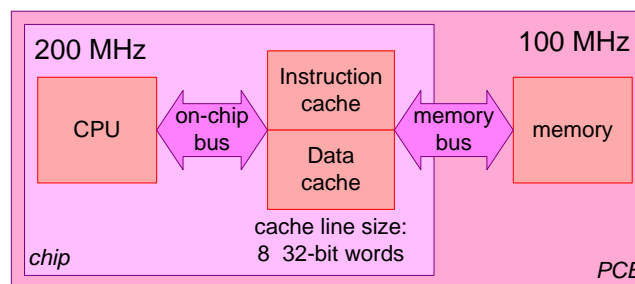 200 MHz
100 MHz
CPU
on-chip
bus
Instruction
cache
Data
cache
memory
bus
memory
cache line size:
8 32-bit words
chip
PCB